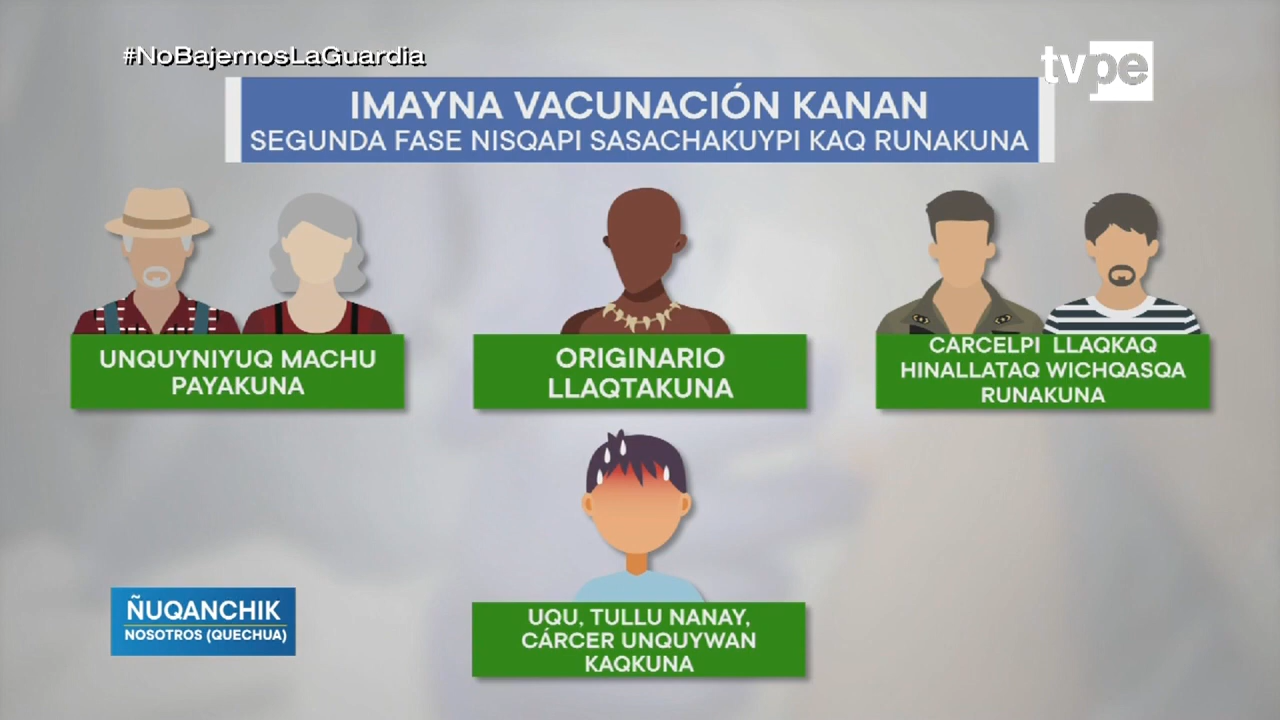 #NoBajemosLaGuardia
tvpe
IMAYNA VACUNACIÓN KANAN
SEGUNDA FASE NISQAPI SASACHAKUYPI KAQ RUNAKUNA
UNQUYNIYUQ MACHU
PAYAKUNA
ORIGINARIO
LLAQTAKUNA
CARCELPI LLAQKAQ
HINALLATAQ WICHQASQA
RUNAKUNA
UQU, TULLU NANAY,
CÁRCER UNQUYWAN
KAQKUNA
ÑUQANCHIK
NOSOTROS (QUECHUA)